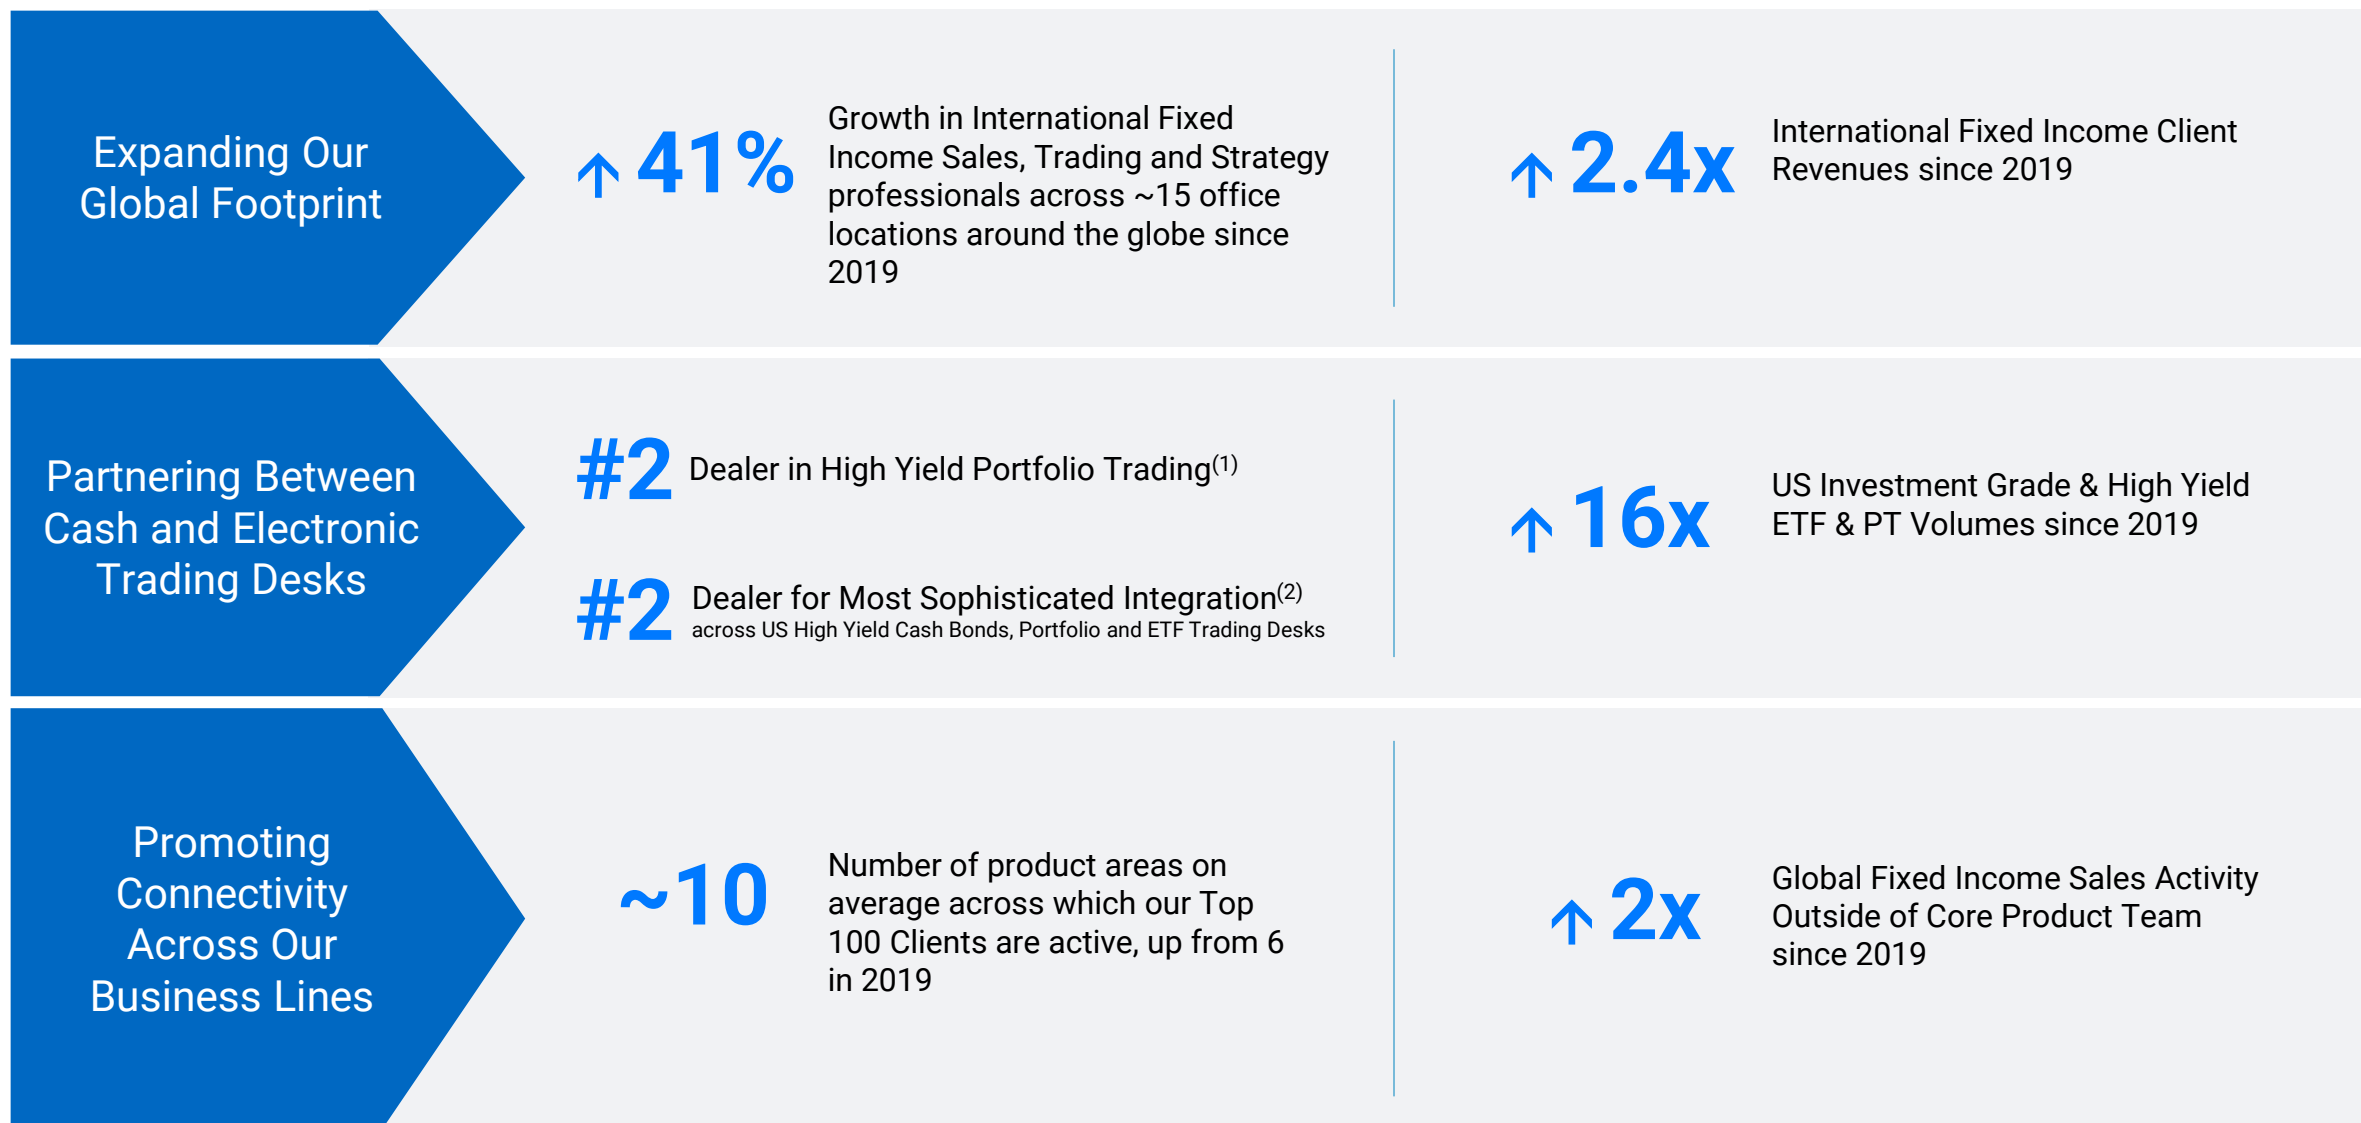 Expanding Our
Global Footprint
↑ 41%
Growth in International Fixed
Income Sales, Trading and Strategy
professionals across ~15 office
locations around the globe since
2019
↑ 2.4x
International Fixed Income Client
Revenues since 2019
Partnering Between
Cash and Electronic
Trading Desks
#2 Dealer in High Yield Portfolio Trading(1)
#2 Dealer for Most Sophisticated Integration(2)
across US High Yield Cash Bonds, Portfolio and ETF Trading Desks
↑ 16x
US Investment Grade & High Yield
ETF & PT Volumes since 2019
Promoting
Connectivity
Across Our
Business Lines
~10
Number of product areas on
average across which our Top
100 Clients are active, up from 6
in 2019
↑ 2x
Global Fixed Income Sales Activity
Outside of Core Product Team
since 2019